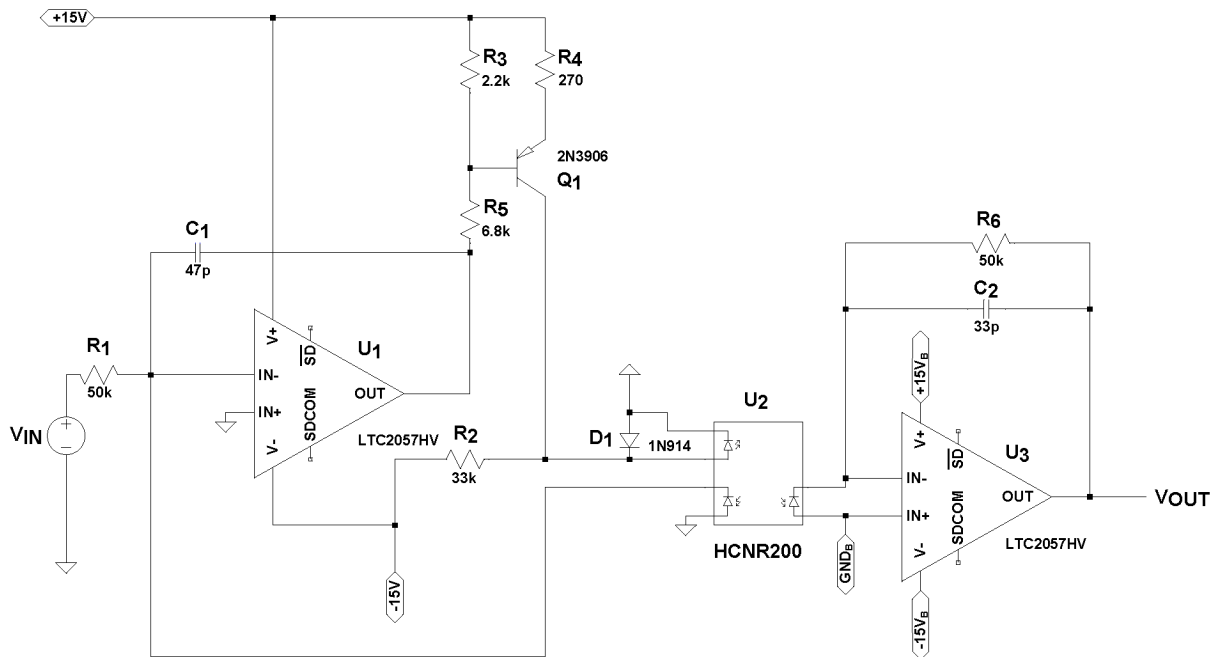 +15V
R3
2.2k
R4
270
2N3906
Q1
R5
6.8k
C1
47p
R6
50k
C2
33p
R1
50k
VIN
V+
SD
U1
IN-
IN+
OUT
V-
SDCOM
LTC2057HV
R2
33k
-15V
D1
1N914
U2
HCNR200
+15VB
V+
SD
U3
IN-
IN+
OUT
V-
SDCOM
LTC2057HV
VOUT
GNDB
-15VB